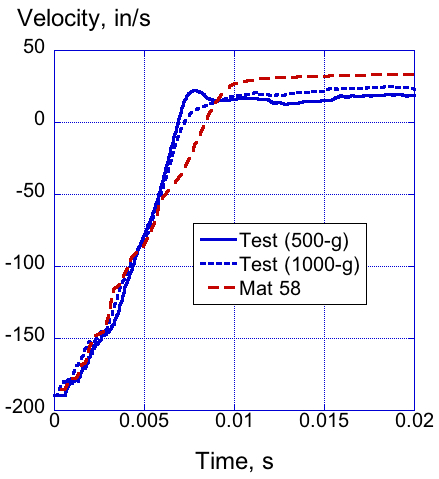 Velocity, in/s
50
0
-50
-100
-150
-200
Test (500-g)
Test (1000-g)
Mat 58
0 0.005 0.01 0.015 0.02
Time, s